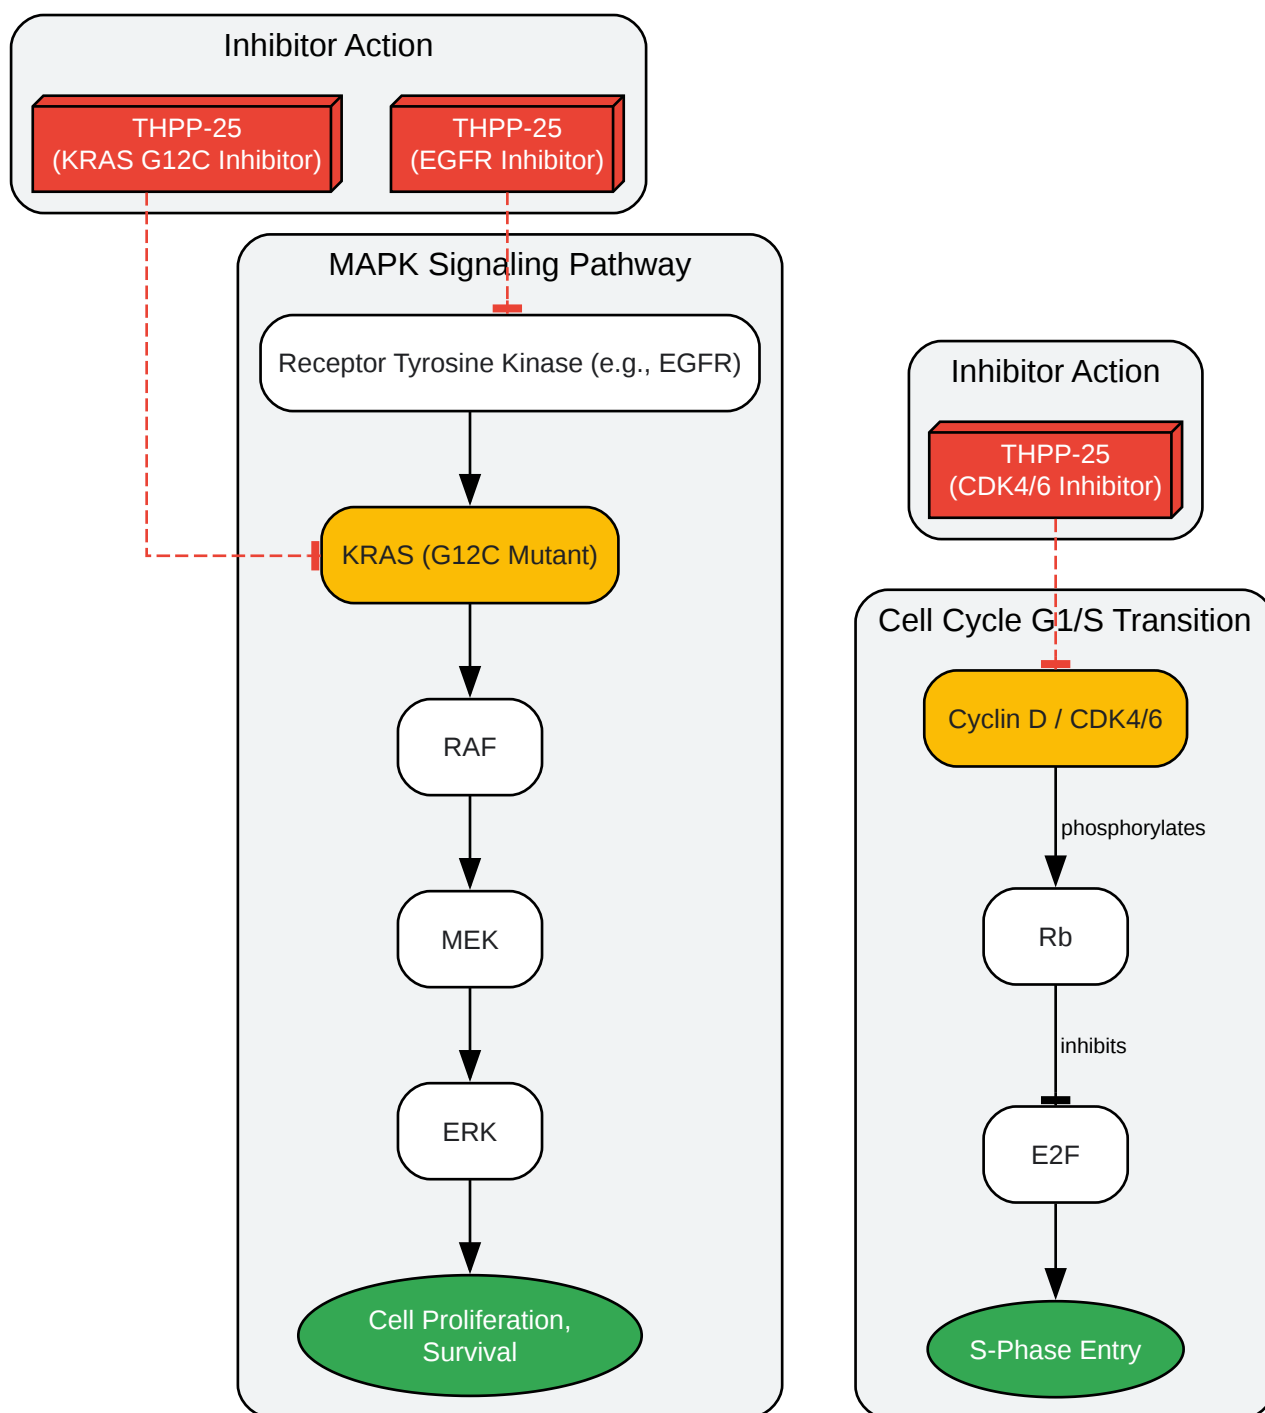 Inhibitor Action
THPP-25
(KRAS G12C Inhibitor)
THPP-25
(EGFR Inhibitor)
MAPK Signaling Pathway
Receptor Tyrosine Kinase (e.g., EGFR)
KRAS (G12C Mutant)
RAF
MEK
ERK
Cell Proliferation,
Survival
Inhibitor Action
THPP-25
(CDK4/6 Inhibitor)
Cell Cycle G1/S Transition
Cyclin D / CDK4/6
phosphorylates
Rb
inhibits
E2F
S-Phase Entry